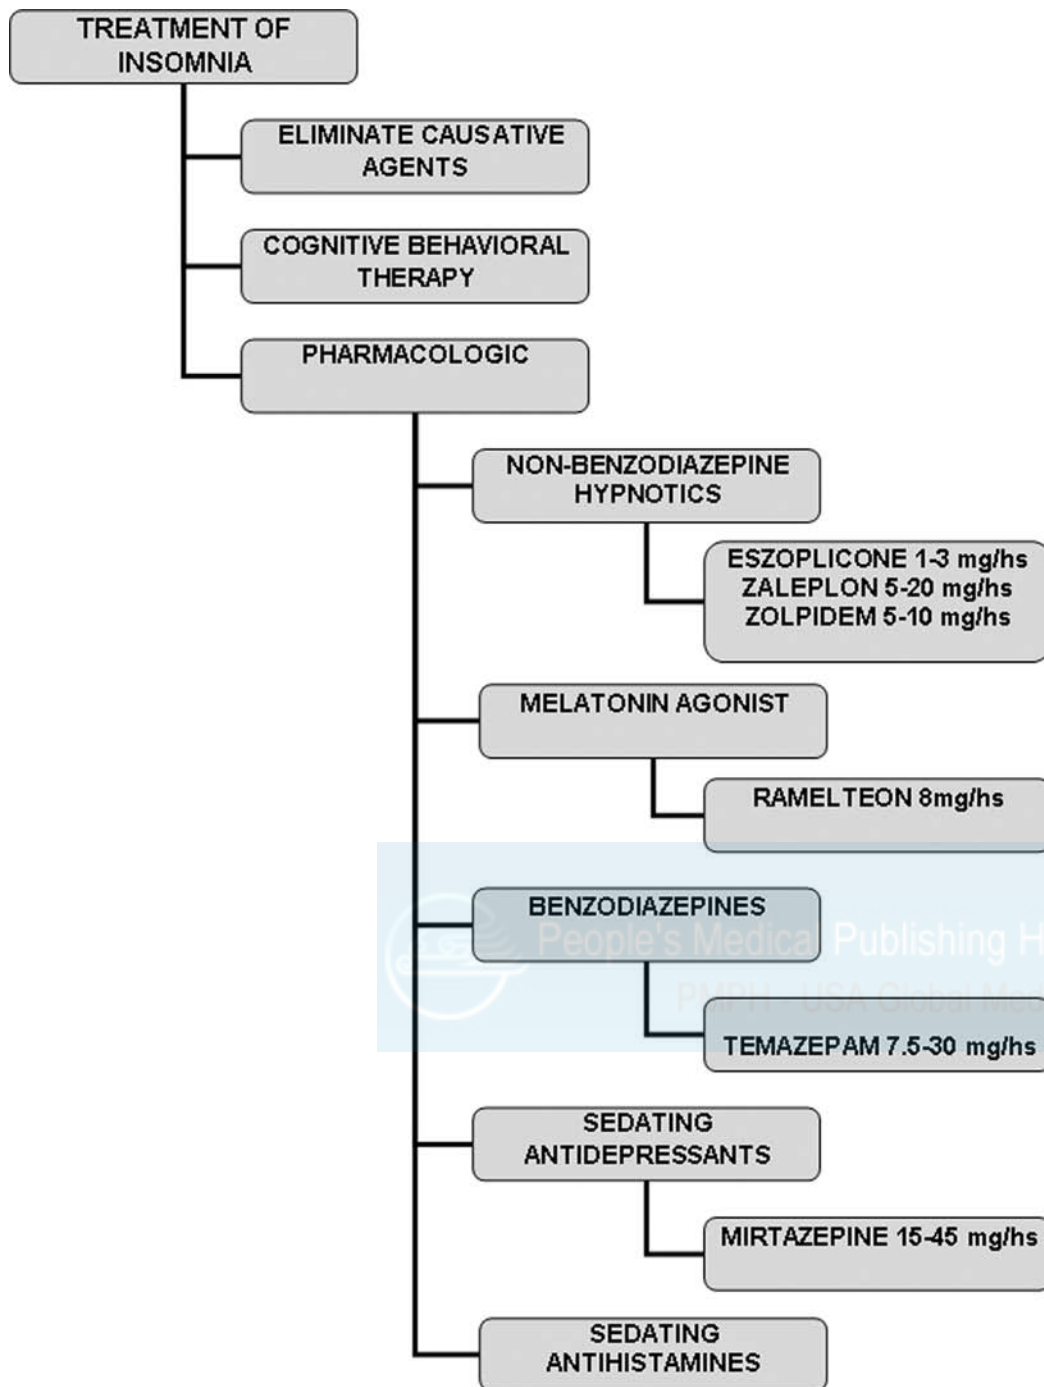 TREATMENT OF
INSOMNIA
ELIMINATE CAUSATIVE
AGENTS
COGNITIVE BEHAVIORAL
THERAPY
PHARMACOLOGIC
NON-BENZODIAZEPINE
HYPNOTICS
ESZOPLICONE 1-3 mg/hs
ZALEPLON 5-20 mg/hs
ZOLPIDEM 5-10 mg/hs
MELATONIN AGONIST
RAMELTEON 8mg/hs
BENZODIAZEPINES
People's Medical Publishing H
PMPH - USA Global Med
TEMAZEPAM 7.5-30 mg/hs
SEDATING
ANTIDEPRESSANTS
MIRTAZEPINE 15-45 mg/hs
SEDATING
ANTIHISTAMINES